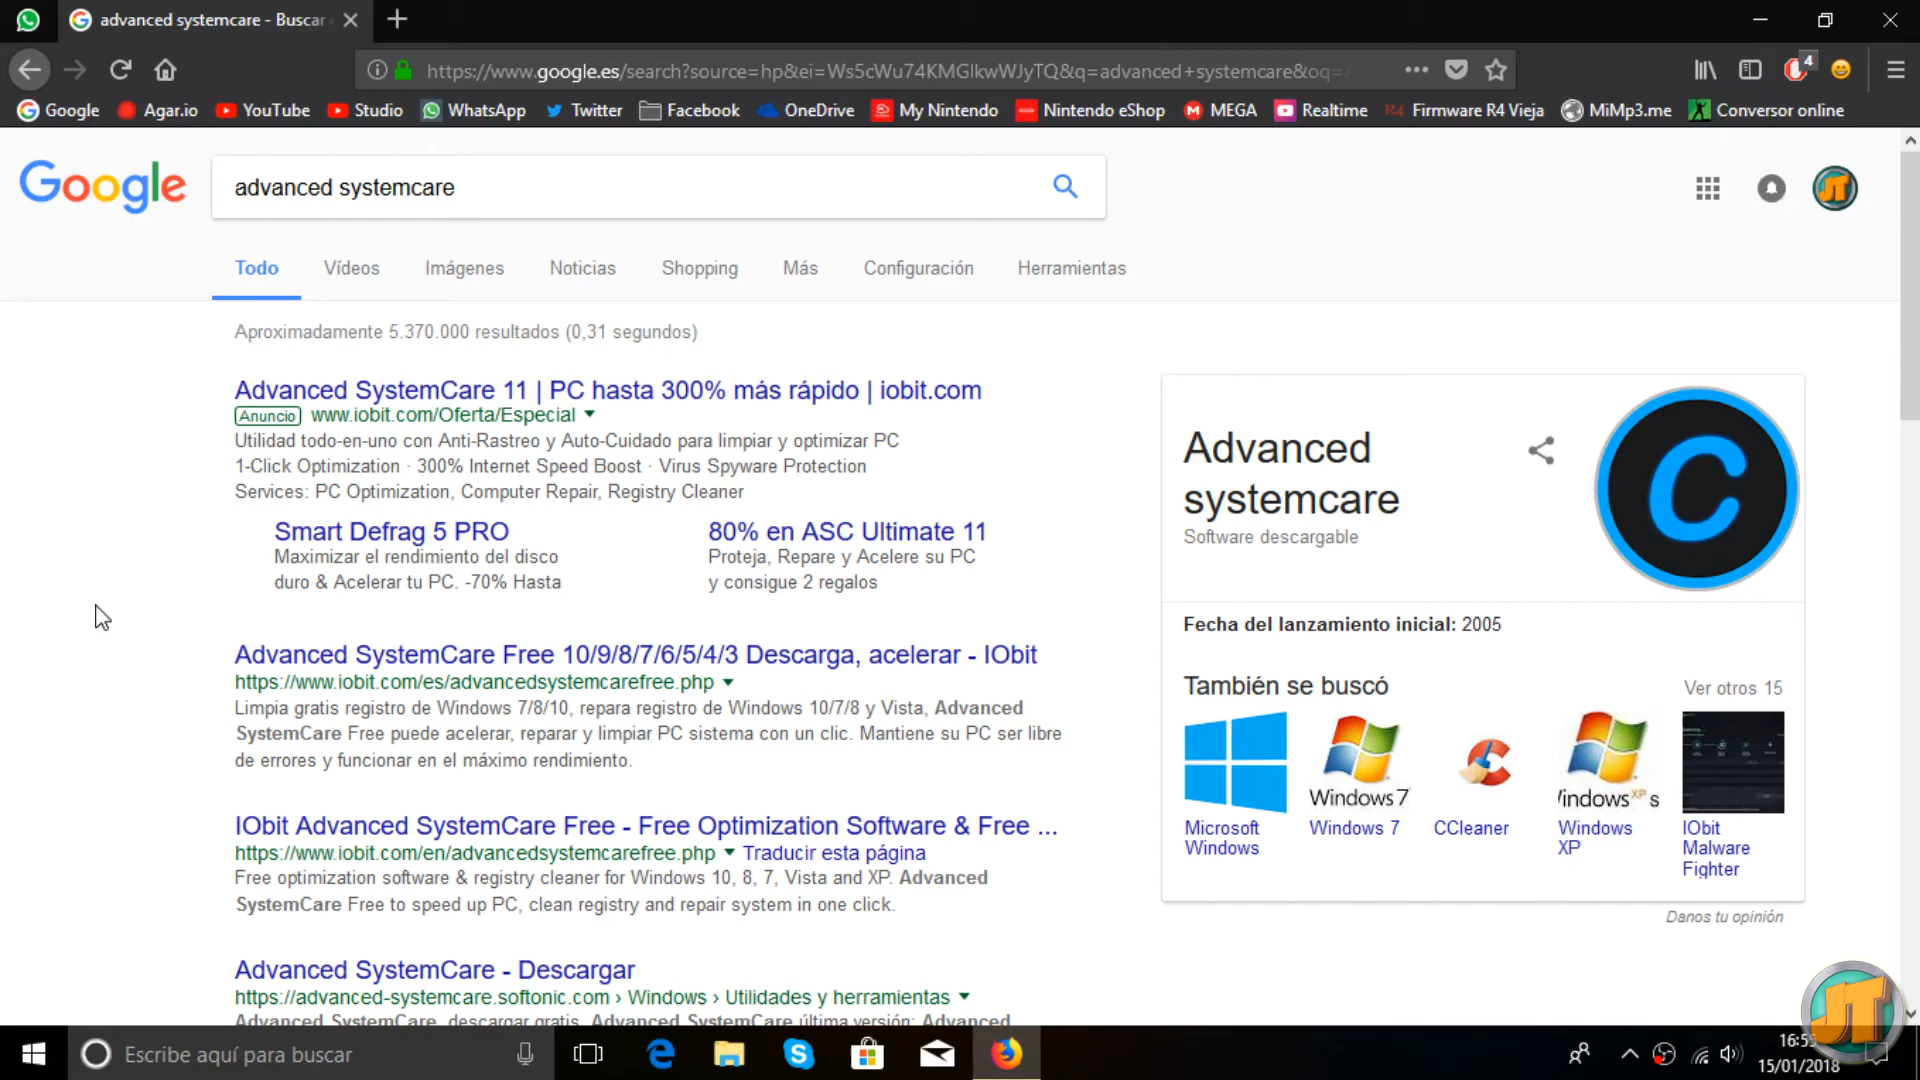 advanced systemcare - Buscar
https://www.google.es/search?source=hp&ei=Ws5cWu74KMGlkwWJyTQ&q=advanced+systemcare&oq=
4
Google Agar.io YouTube Studio WhatsApp Twitter Facebook OneDrive My Nintendo Nintendo eShop MEGA Realtime Firmware R4 Vieja MiMp3.me Conversor online
Google
advanced systemcare
Todo Vídeos Imágenes Noticias Shopping Más Configuración Herramientas
Aproximadamente 5.370.000 resultados (0,31 segundos)
Advanced SystemCare 11 | PC hasta 300% más rápido | iobit.com
Anuncio www.iobit.com/Oferta/Especial
Utilidad todo-en-uno con Anti-Rastreo y Auto-Cuidado para limpiar y optimizar PC
1-Click Optimization · 300% Internet Speed Boost · Virus Spyware Protection
Services: PC Optimization, Computer Repair, Registry Cleaner
Smart Defrag 5 PRO
Maximizar el rendimiento del disco
duro & Acelerar tu PC. -70% Hasta
80% en ASC Ultimate 11
Proteja, Repare y Acelere su PC
y consigue 2 regalos
Advanced SystemCare Free 10/9/8/7/6/5/4/3 Descarga, acelerar - IObit
https://www.iobit.com/es/advancedsystemcarefree.php
Limpia gratis registro de Windows 7/8/10, repara registro de Windows 10/7/8 y Vista, Advanced
SystemCare Free puede acelerar, reparar y limpiar PC sistema con un clic. Mantiene su PC ser libre
de errores y funcionar en el máximo rendimiento.
IObit Advanced SystemCare Free - Free Optimization Software & Free ...
https://www.iobit.com/en/advancedsystemcarefree.php Traducir esta página
Free optimization software & registry cleaner for Windows 10, 8, 7, Vista and XP. Advanced
SystemCare Free to speed up PC, clean registry and repair system in one click.
Advanced SystemCare - Descargar
https://advanced-systemcare.softonic.com › Windows › Utilidades y herramientas
Advanced SystemCare, descargar gratis. Advanced SystemCare última versión: Advanced
Advanced
systemcare
Software descargable
Fecha del lanzamiento inicial: 2005
También se buscó
Ver otros 15
Windows 7
Windows XP
Microsoft
Windows
Windows 7
CCleaner
Windows
XP
IObit
Malware
Fighter
Danos tu opinión
JT
Escribe aquí para buscar
16:55
15/01/2018